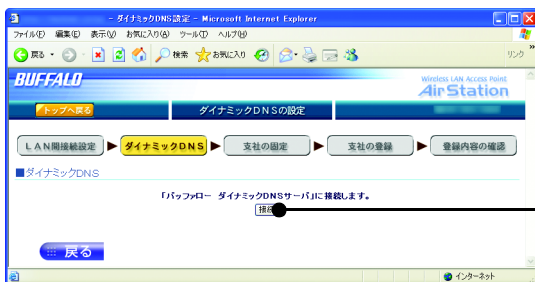 - ダイナミックDNS設定 - Microsoft Internet Explorer
ファイル(F) 編集(E) 表示(V) お気に入り(A) ツール(T) ヘルプ(H)
戻る 検索 お気に入り リンク »
BUFFALO
Wireless LAN Access Point
AirStation
トップへ戻る ダイナミックDNSの設定
LAN間接続設定 ダイナミックDNS 支社の固定 支社の登録 登録内容の確認
■ダイナミックDNS
「バッファロー ダイナミックDNSサーバ」に接続します。
接続
戻る
インターネット